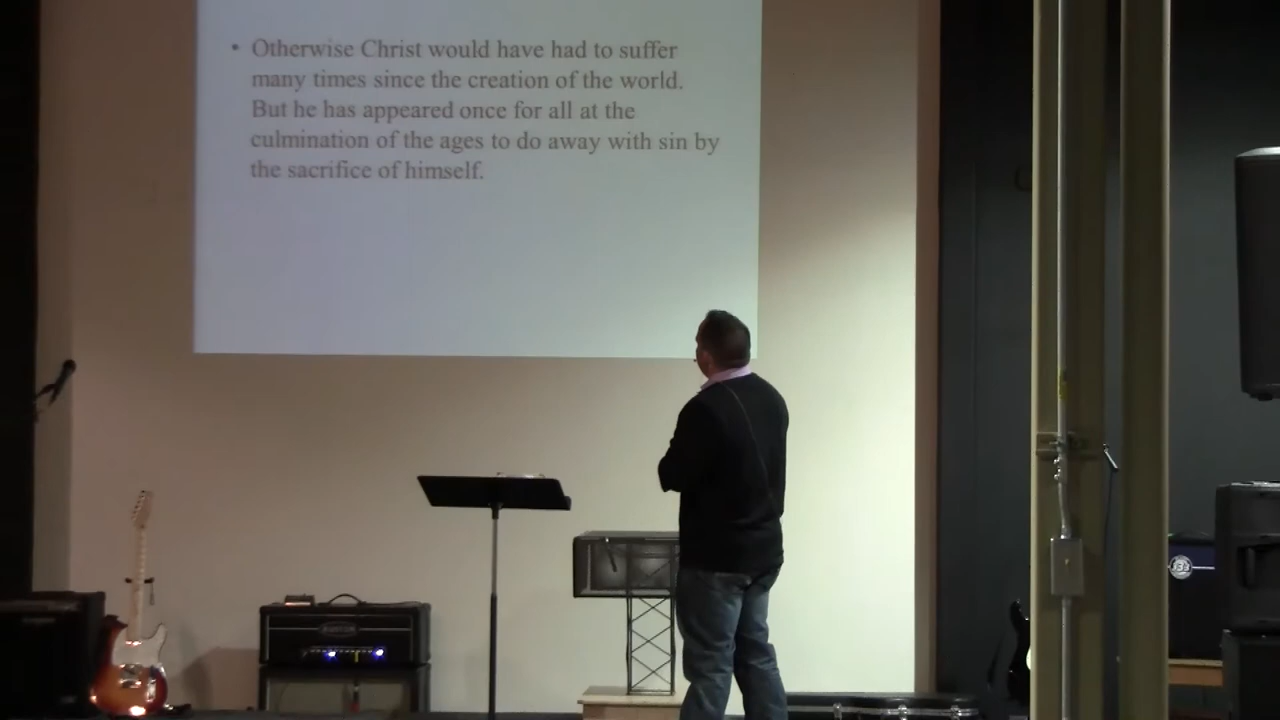 • Otherwise Christ would have had to suffer
many times since the creation of the world.
But he has appeared once for all at the
culmination of the ages to do away with sin by
the sacrifice of himself.